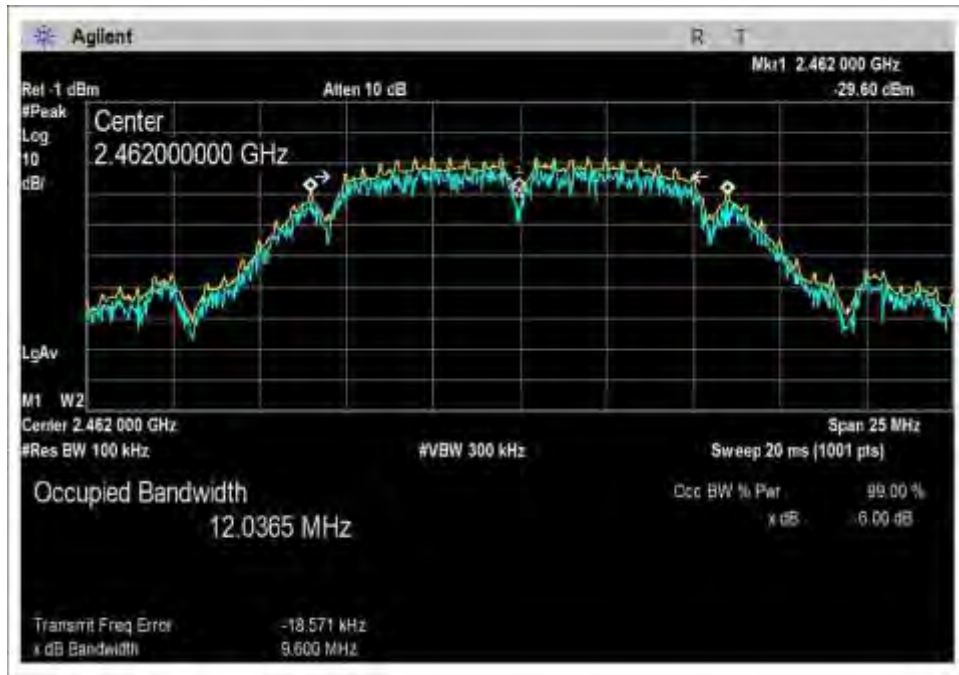 Agilent R T
Mkr1 2.462 000 GHz
Ref -1 dBm Atten 10 dB -29.60 dBm
#Peak
Log
10
dB/
Center
2.462000000 GHz
1
LgAv
M1 W2
Center 2.462 000 GHz Span 25 MHz
#Res BW 100 kHz #VBW 300 kHz Sweep 20 ms (1001 pts)
Occupied Bandwidth Occ BW % Pwr 99.00 %
12.0365 MHz x dB -6.00 dB
Transmit Freq Error -18.571 kHz
x dB Bandwidth 9.600 MHz